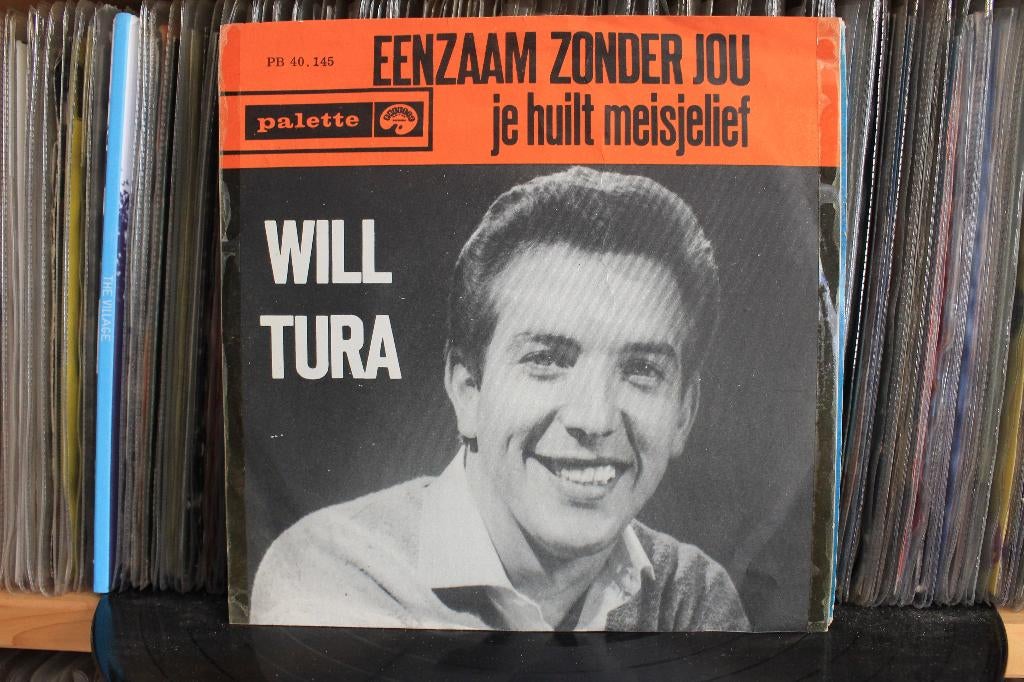 PB 40.145
EENZAAM ZONDER JOU
je huilt meisjelief
palette
WILL
TURA
THE VILLAGE